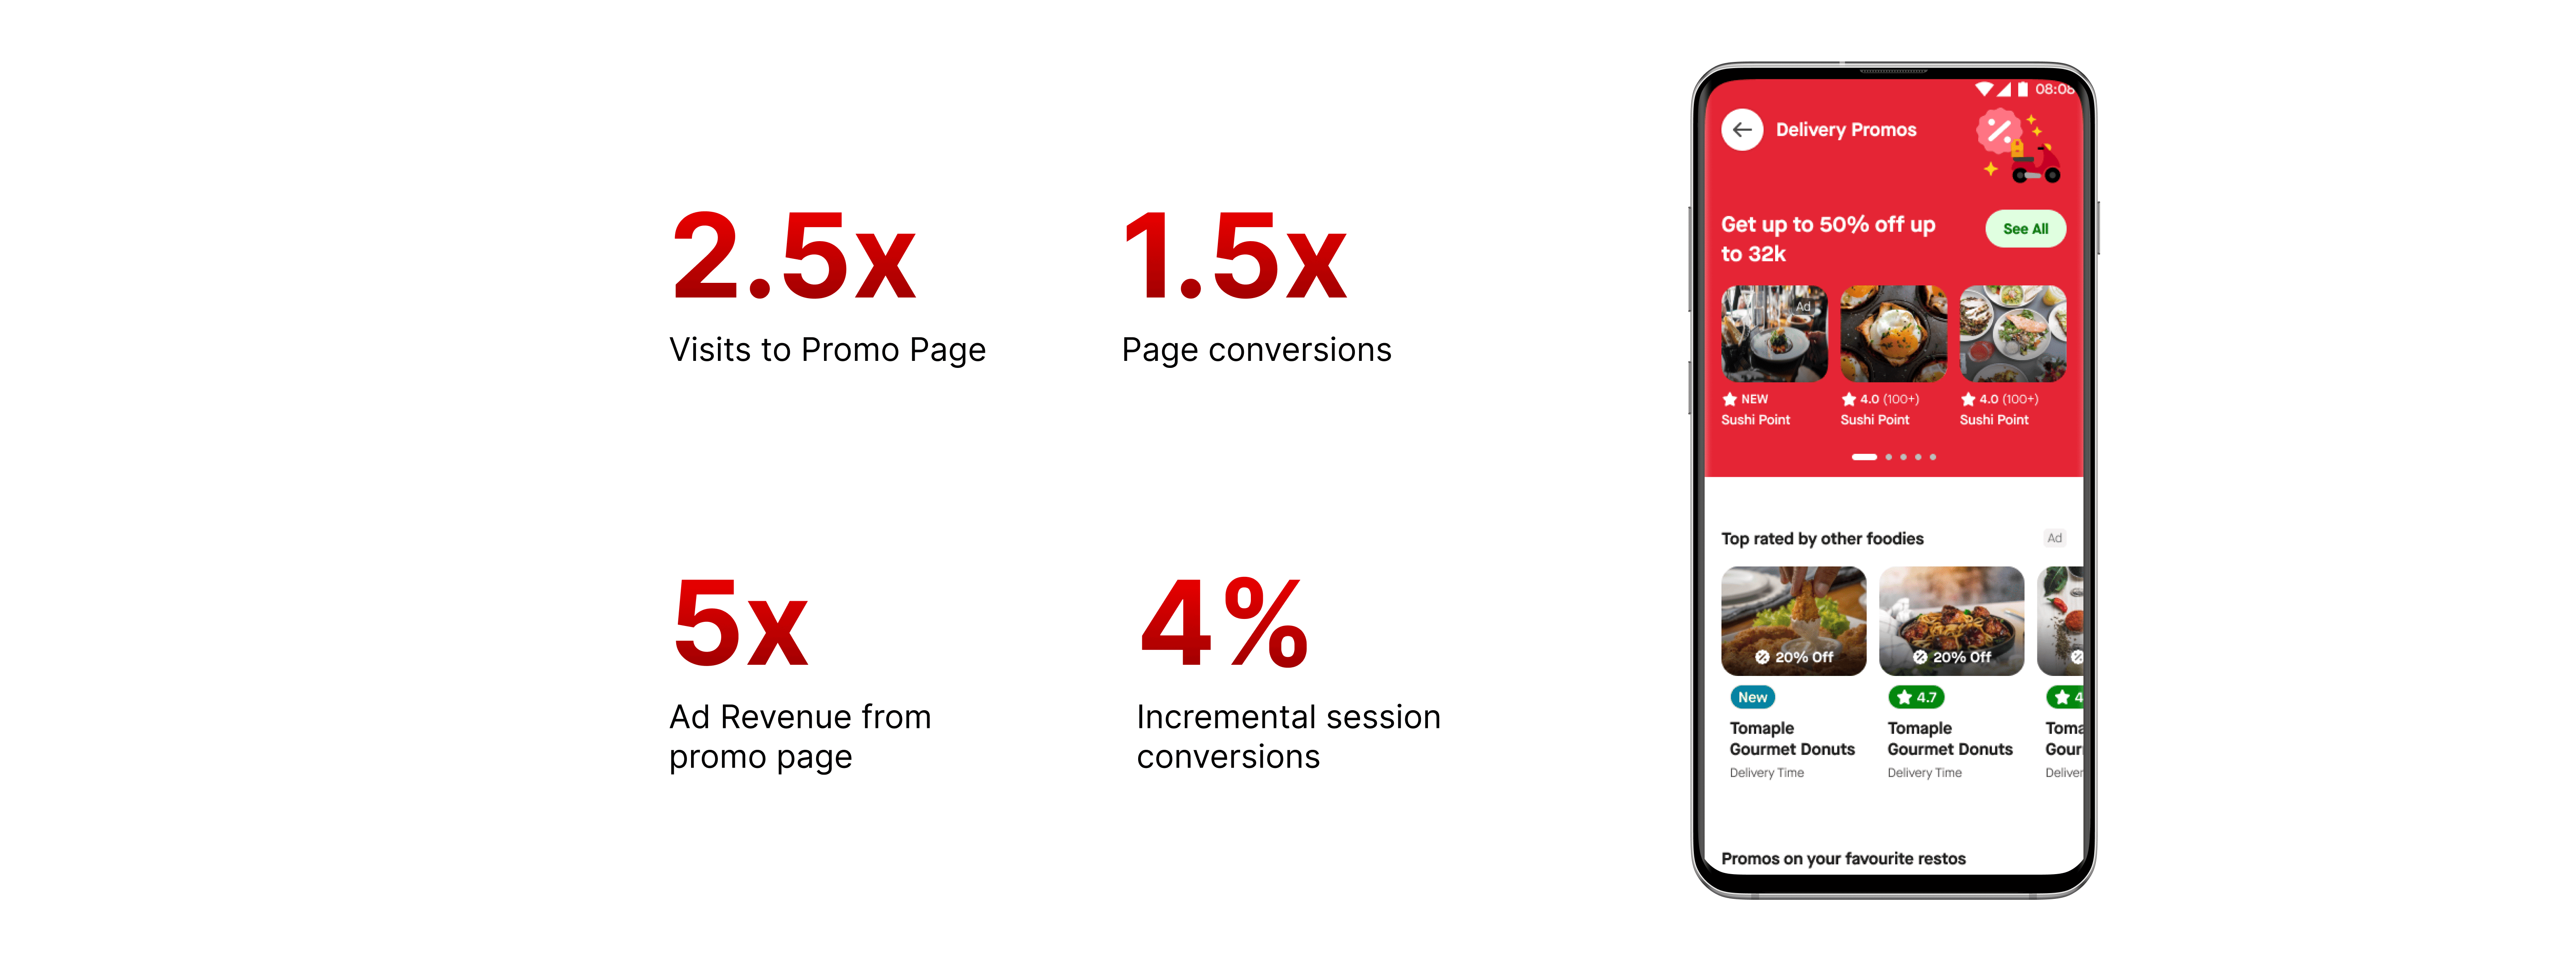 2.5x
Visits to Promo Page
1.5x
Page conversions
5x
Ad Revenue from
promo page
4%
Incremental session
conversions
08:08
Delivery Promos
Get up to 50% off up
to 32k
See All
Ad
NEW
Sushi Point
4.0 (100+)
Sushi Point
4.0 (100+)
Sushi Point
Top rated by other foodies
Ad
20% Off
20% Off
New
Tomaple
Gourmet Donuts
Delivery Time
4.7
Tomaple
Gourmet Donuts
Delivery Time
4
Toma
Gour
Deliver
Promos on your favourite restos